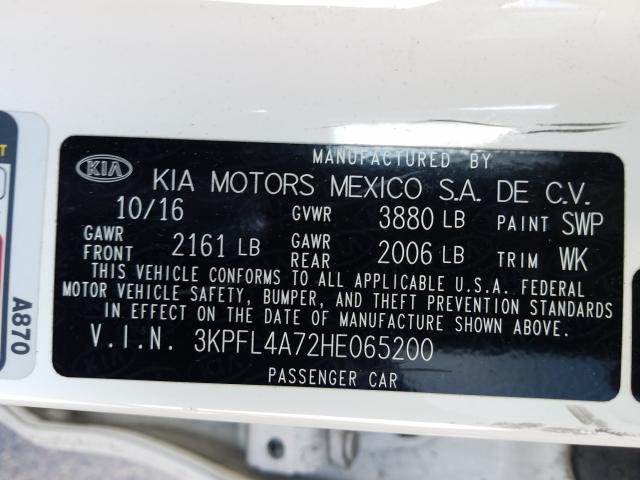 MANUFACTURED BY
KIA KIA MOTORS MEXICO S.A. DE C.V.
10/16 GVWR 3880 LB PAINT SWP
GAWR FRONT 2161 LB GAWR REAR 2006 LB TRIM WK
THIS VEHICLE CONFORMS TO ALL APPLICABLE U.S.A. FEDERAL
MOTOR VEHICLE SAFETY, BUMPER, AND THEFT PREVENTION STANDARDS
IN EFFECT ON THE DATE OF MANUFACTURE SHOWN ABOVE.
V.I.N. 3KPFL4A72HE065200
PASSENGER CAR
A870